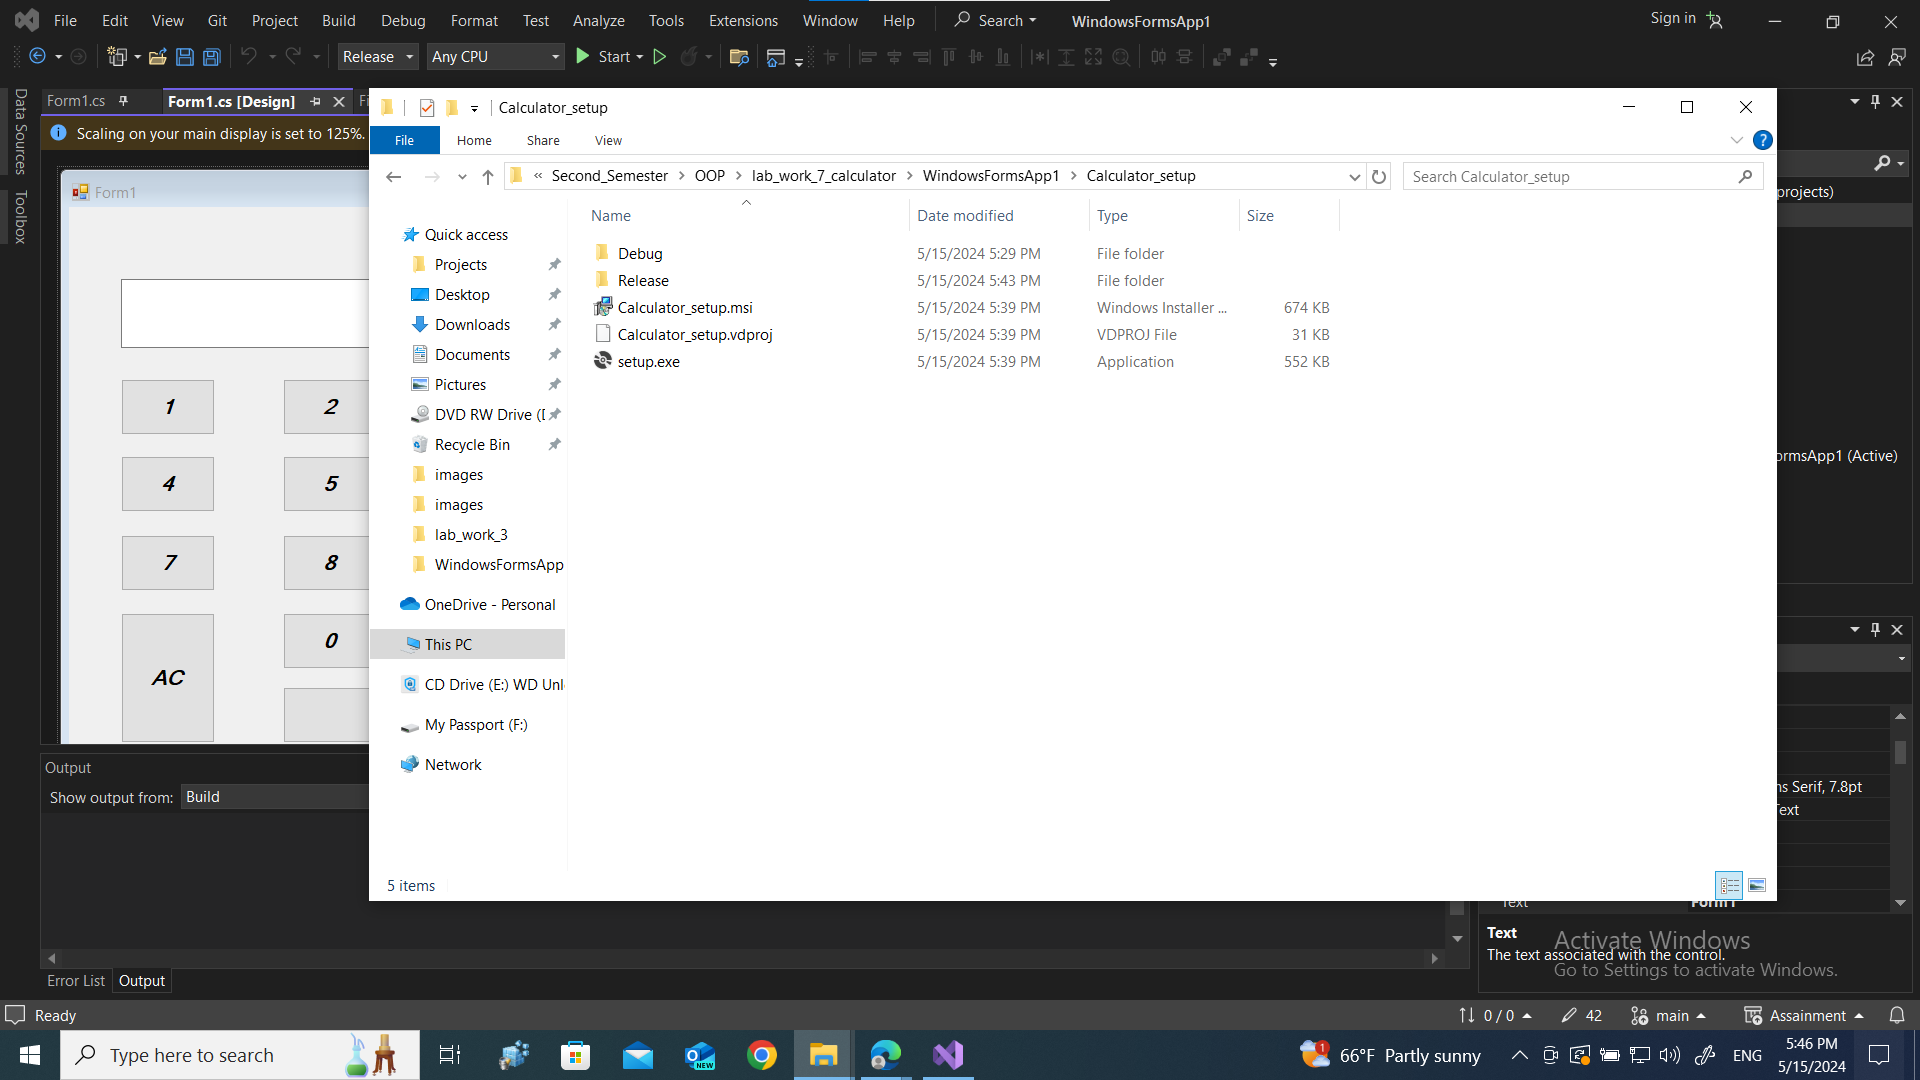 File Edit View Git Project Build Debug Format Test Analyze Tools Extensions Window Help Search WindowsFormsApp1 Sign in
Release Any CPU Start
Form1.cs Form1.cs [Design]
Scaling on your main display is set to 125%.
Data Sources
Toolbox
Form1
1 2
4 5
7 8
0
AC
Calculator_setup
File Home Share View
« Second_Semester > OOP > lab_work_7_calculator > WindowsFormsApp1 > Calculator_setup
Search Calculator_setup
Name Date modified Type Size
Debug 5/15/2024 5:29 PM File folder
Release 5/15/2024 5:43 PM File folder
Calculator_setup.msi 5/15/2024 5:39 PM Windows Installer ... 674 KB
Calculator_setup.vdproj 5/15/2024 5:39 PM VDPROJ File 31 KB
setup.exe 5/15/2024 5:39 PM Application 552 KB
Quick access
Projects
Desktop
Downloads
Documents
Pictures
DVD RW Drive (
Recycle Bin
images
images
lab_work_3
WindowsFormsApp
OneDrive - Personal
This PC
CD Drive (E:) WD Unl
My Passport (F:)
Network
5 items
projects)
ormsApp1 (Active)
ns Serif, 7.8pt
Text
Text Form1
Text
The text associated with the control.
Activate Windows
Go to Settings to activate Windows.
Output
Show output from: Build
Error List Output
Ready 0 / 0 42 main Assainment
Type here to search
NEW
1
66°F Partly sunny
ENG
5:46 PM
5/15/2024